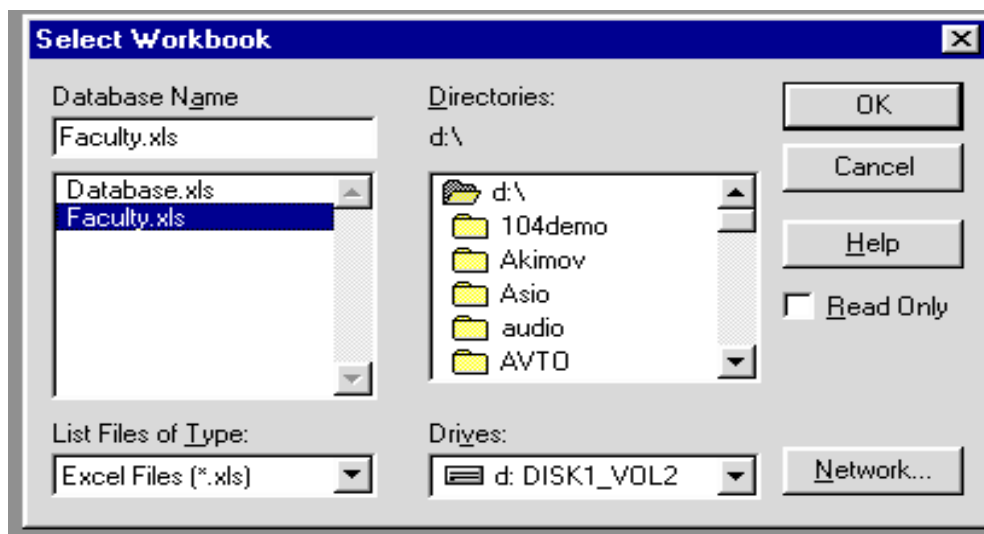 Select Workbook
Database Name
Faculty.xls
Database.xls
Faculty.xls
List Files of Type:
Excel Files (*.xls)
Directories:
d:\
d:\
104demo
Akimov
Asio
audio
AVTO
Drives:
d: DISK1_VOL2
OK
Cancel
Help
Read Only
Network...